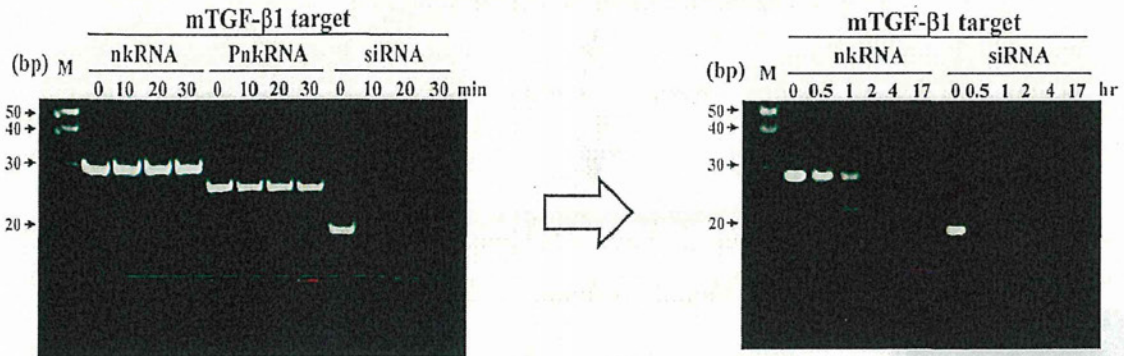 mTGF-β1 target
(bp) M nkRNA PnkRNA siRNA
0 10 20 30 0 10 20 30 0 10 20 30 min
50
40
30
20
mTGF-β1 target
(bp) M nkRNA siRNA
0 0.5 1 2 4 17 0 0.5 1 2 4 17 hr
50
40
30
20